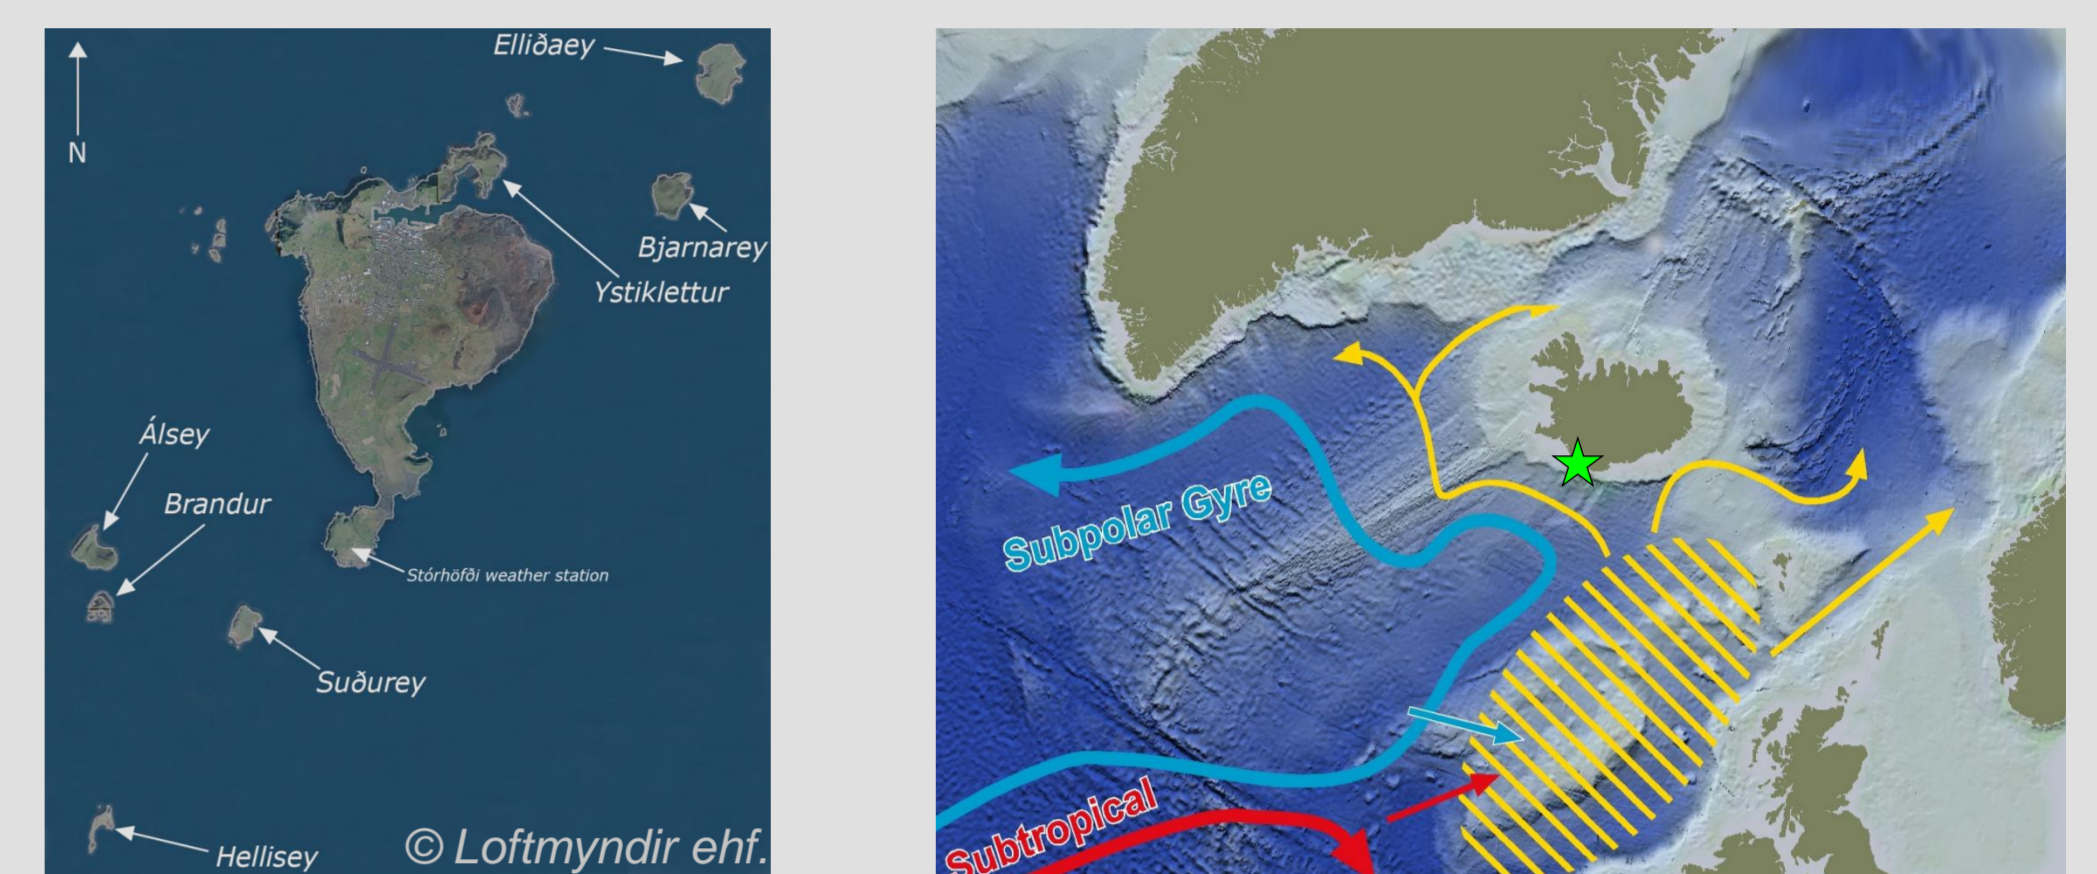 Elliðaey
N
Bjarnarey
Ystiklettur
Álsey
Brandur
Stórhöfði weather station
Suðurey
Hellisey
© Loftmyndir ehf.
Subpolar Gyre
Subtropical